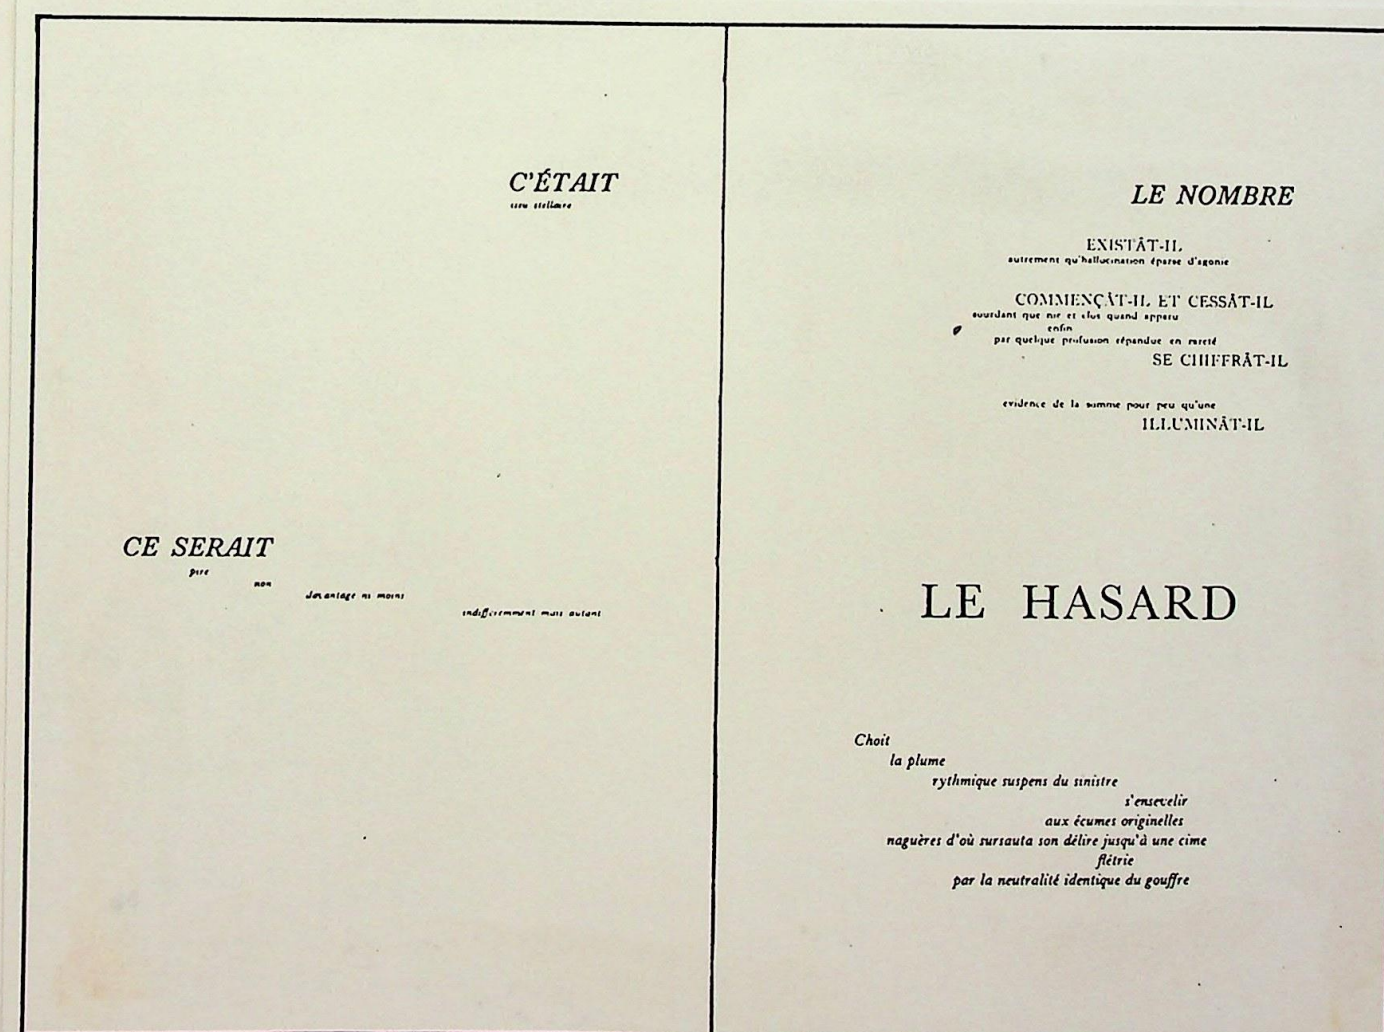 C'ÉTAIT
issu stellaire
CE SERAIT
pire
non
davantage ni moins
indifféremment mais autant
LE NOMBRE
EXISTÂT-IL
autrement qu'hallucination éparse d'agonie
COMMENÇÂT-IL ET CESSÂT-IL
sourdant que nié et clos quand apparu
enfin
par quelque profusion répandue en rareté
SE CHIFFRÂT-IL
evidence de la somme pour peu qu'une
ILLUMINÂT-IL
LE HASARD
Choit
la plume
rythmique suspens du sinistre
s'ensevelir
aux écumes originelles
naguères d'où sursauta son délire jusqu'à une cime
flétrie
par la neutralité identique du gouffre